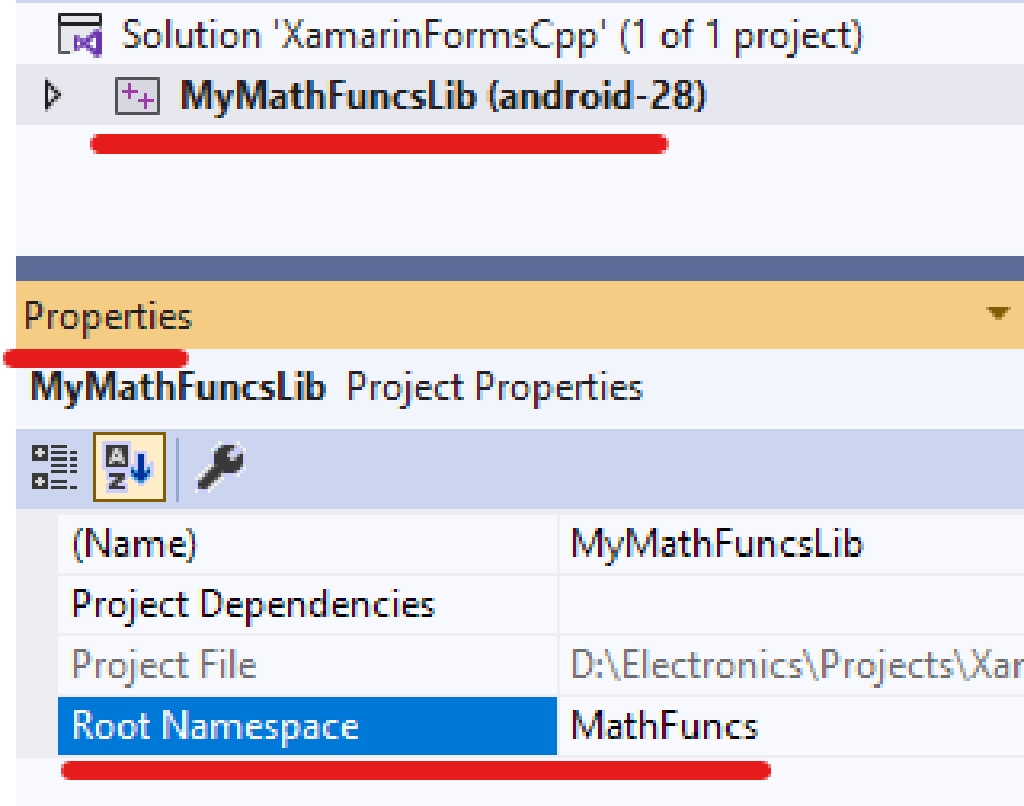 Solution 'XamarinFormsCpp' (1 of 1 project)
MyMathFuncsLib (android-28)
Properties
MyMathFuncsLib Project Properties
(Name) MyMathFuncsLib
Project Dependencies
Project File D:\Electronics\Projects\Xar
Root Namespace MathFuncs